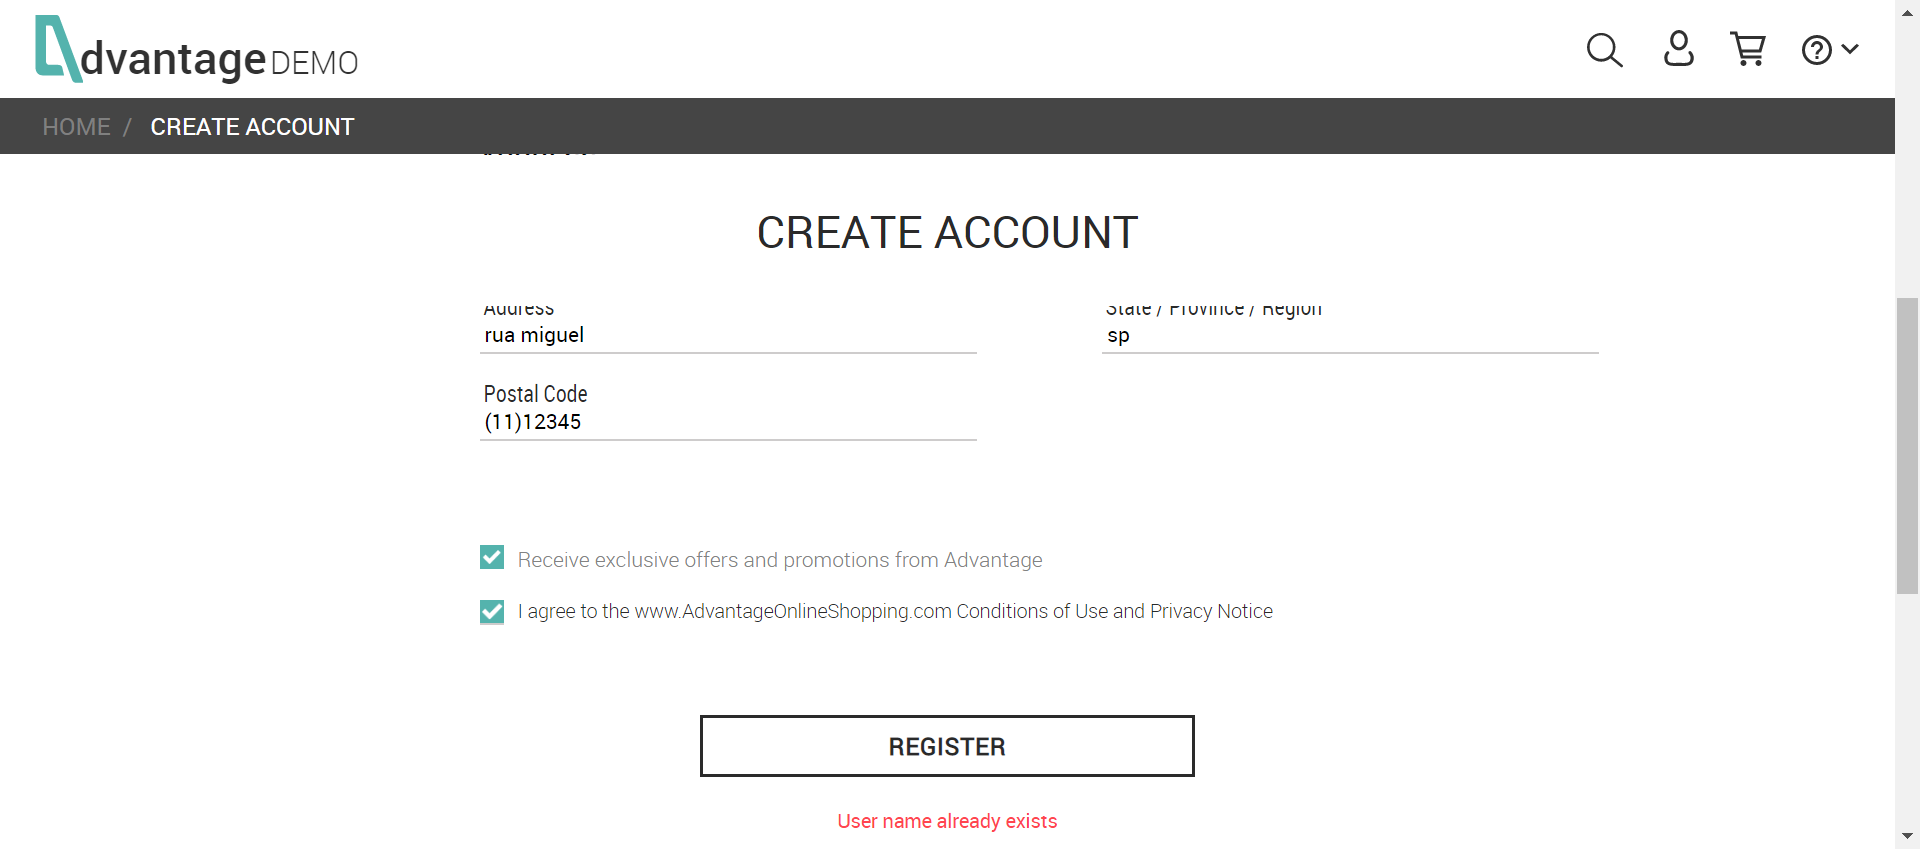 dvantage DEMO
HOME / CREATE ACCOUNT
CREATE ACCOUNT
Address
State / Province / Region
rua miguel
sp
Postal Code
(11)12345
Receive exclusive offers and promotions from Advantage
I agree to the www.AdvantageOnlineShopping.com Conditions of Use and Privacy Notice
REGISTER
User name already exists